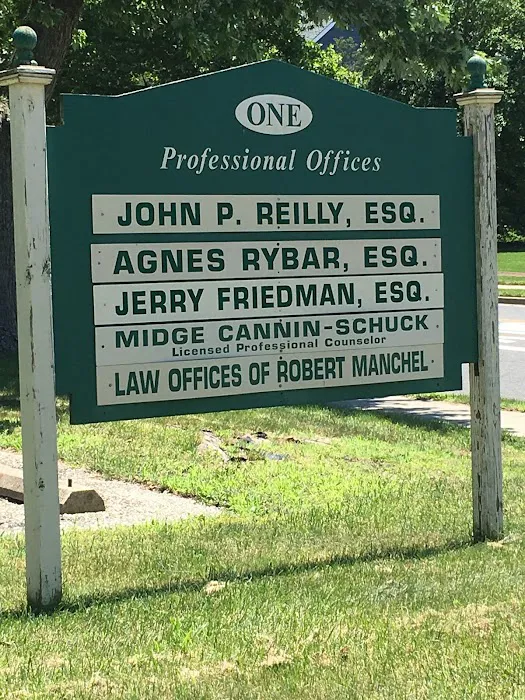 ONE
Professional Offices
JOHN P. REILLY, ESQ.
AGNES RYBAR, ESQ.
JERRY FRIEDMAN, ESQ.
MIDGE CANNIN-SCHUCK
Licensed Professional Counselor
LAW OFFICES OF ROBERT MANCHEL